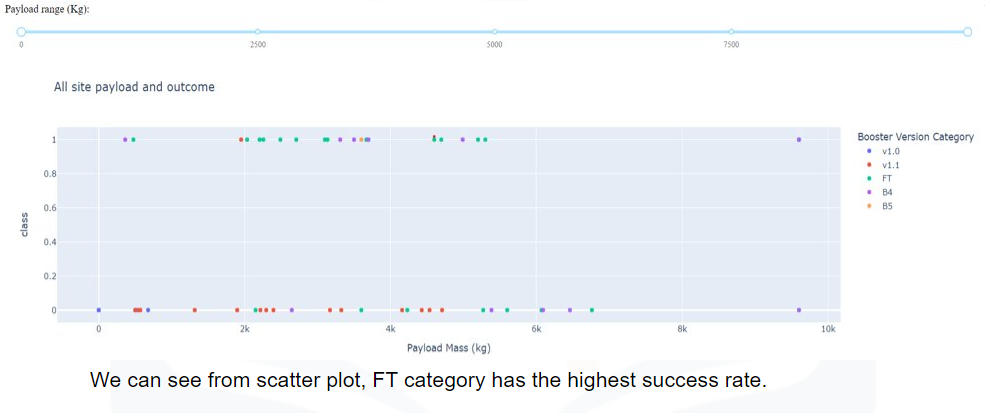 Payload range (Kg):
0 2500 5000 7500
All site payload and outcome
Booster Version Category
v1.0
v1.1
FT
B4
B5
class
1
0.8
0.6
0.4
0.2
0
0 2k 4k 6k 8k 10k
Payload Mass (kg)
We can see from scatter plot, FT category has the highest success rate.